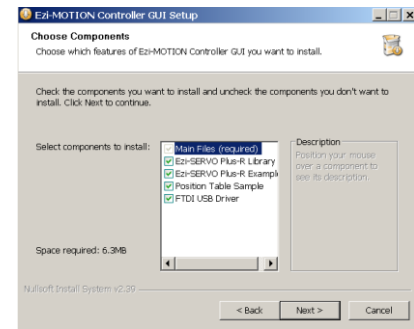 Ezi-MOTION Controller GUI Setup
Choose Components
Choose which features of Ezi-MOTION Controller GUI you want to install.
Check the components you want to install and uncheck the components you don't want to
install. Click Next to continue.
Select components to install:
Main Files (required)
Ezi-SERVO Plus-R Library
Ezi-SERVO Plus-R Exampl
Position Table Sample
FTDI USB Driver
Description
Position your mouse
over a component to
see its description.
Space required: 6.3MB
Nullsoft Install System v2.39
< Back
Next >
Cancel